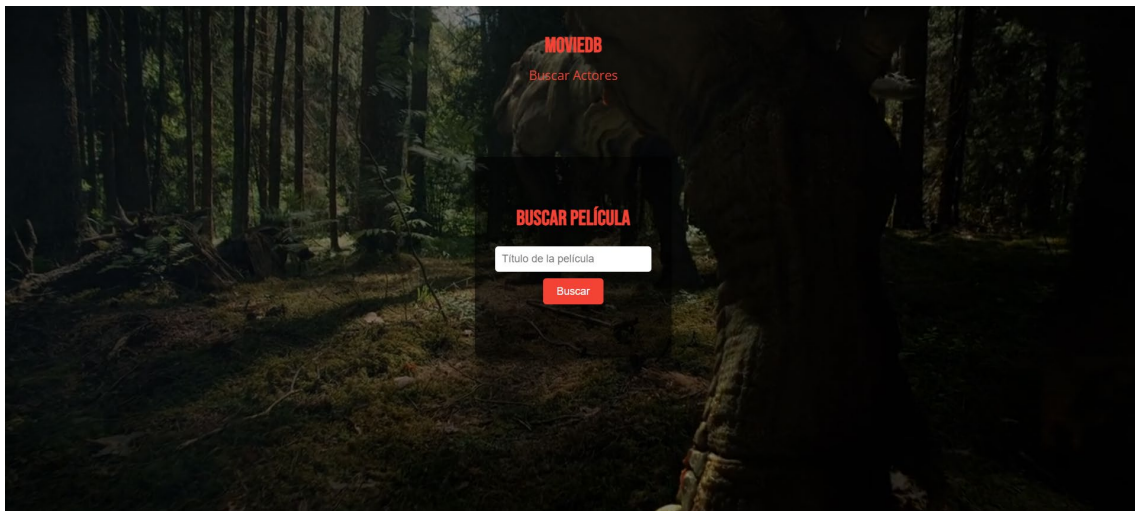 MOVIEDB
Buscar Actores
BUSCAR PELÍCULA
Título de la película
Buscar